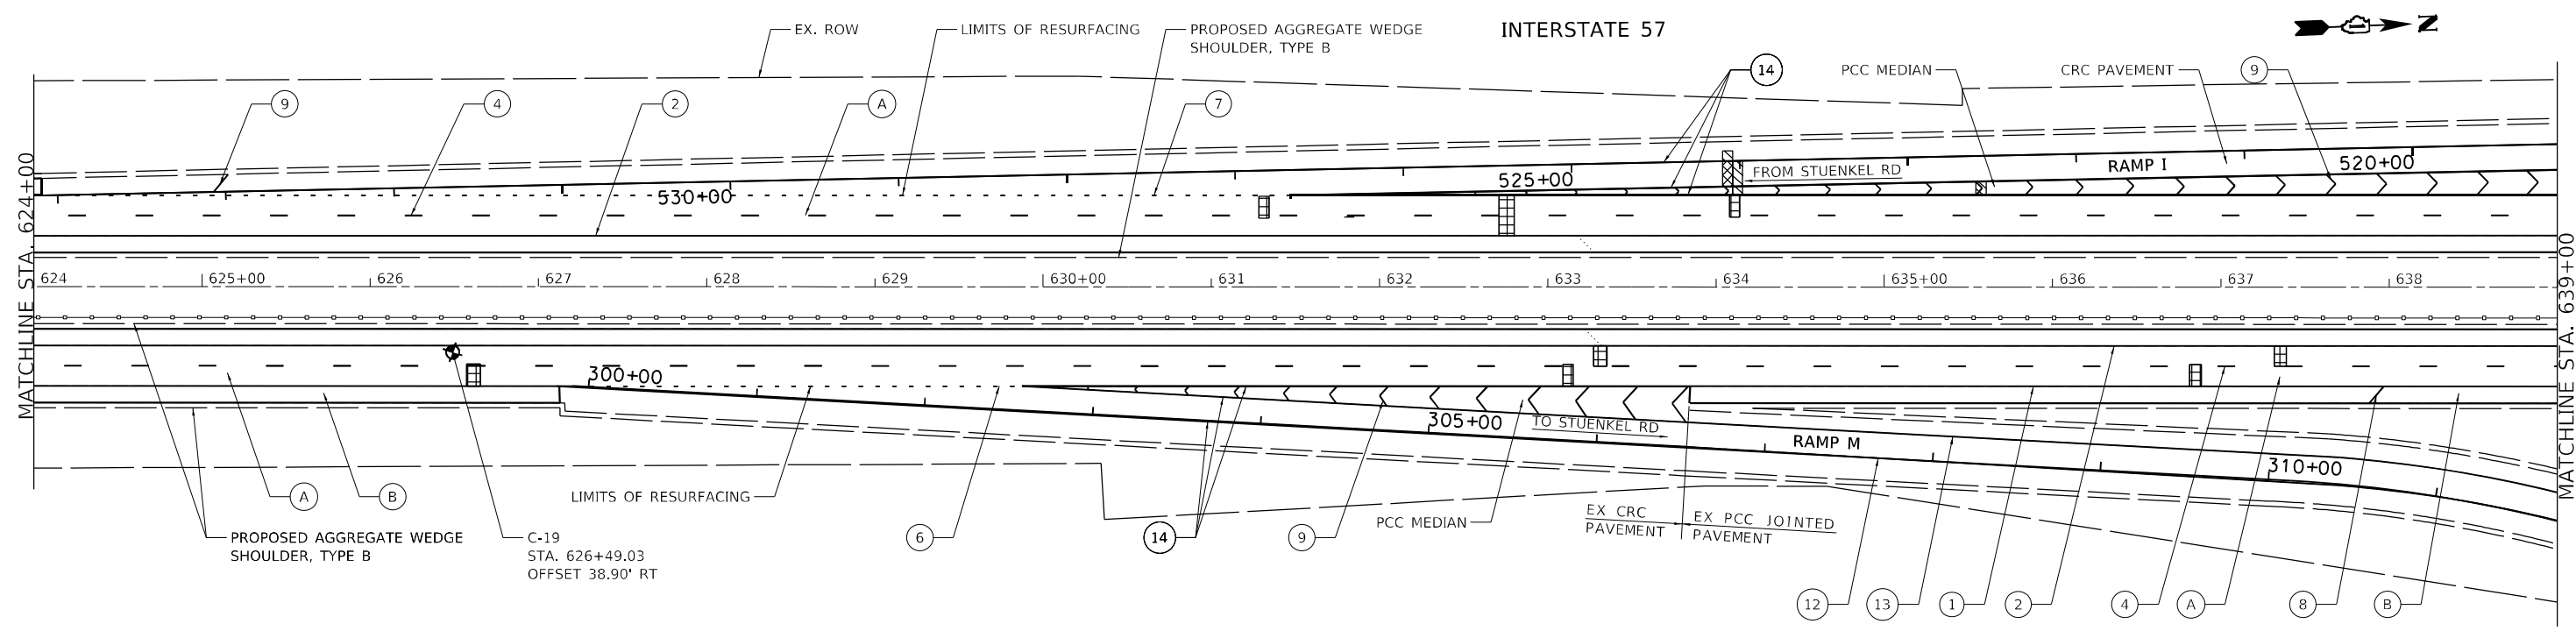 EX. ROW
LIMITS OF RESURFACING
PROPOSED AGGREGATE WEDGE
SHOULDER, TYPE B
INTERSTATE 57
N
14
PCC MEDIAN
CRC PAVEMENT
9
9
4
2
A
7
MATCHLINE STA. 624+00
530+00
525+00
FROM STUENKEL RD
RAMP I
520+00
624
625+00
626
627
628
629
630+00
631
632
633
634
635+00
636
637
638
MATCHLINE STA. 639+00
300+00
305+00
TO STUENKEL RD
RAMP M
310+00
A
B
LIMITS OF RESURFACING
PROPOSED AGGREGATE WEDGE
SHOULDER, TYPE B
C-19
STA. 626+49.03
OFFSET 38.90' RT
6
14
9
PCC MEDIAN
EX CRC
PAVEMENT
EX PCC JOINTED
PAVEMENT
12
13
1
2
4
A
8
B